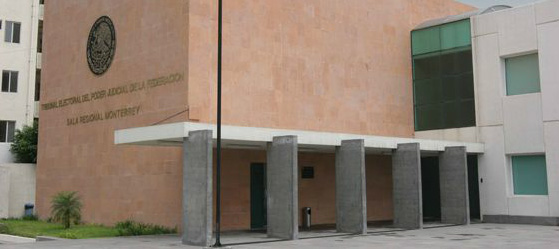 TRIBUNAL ELECTORAL DEL PODER JUDICIAL DE LA FEDERACIÓN
SALA REGIONAL MONTERREY